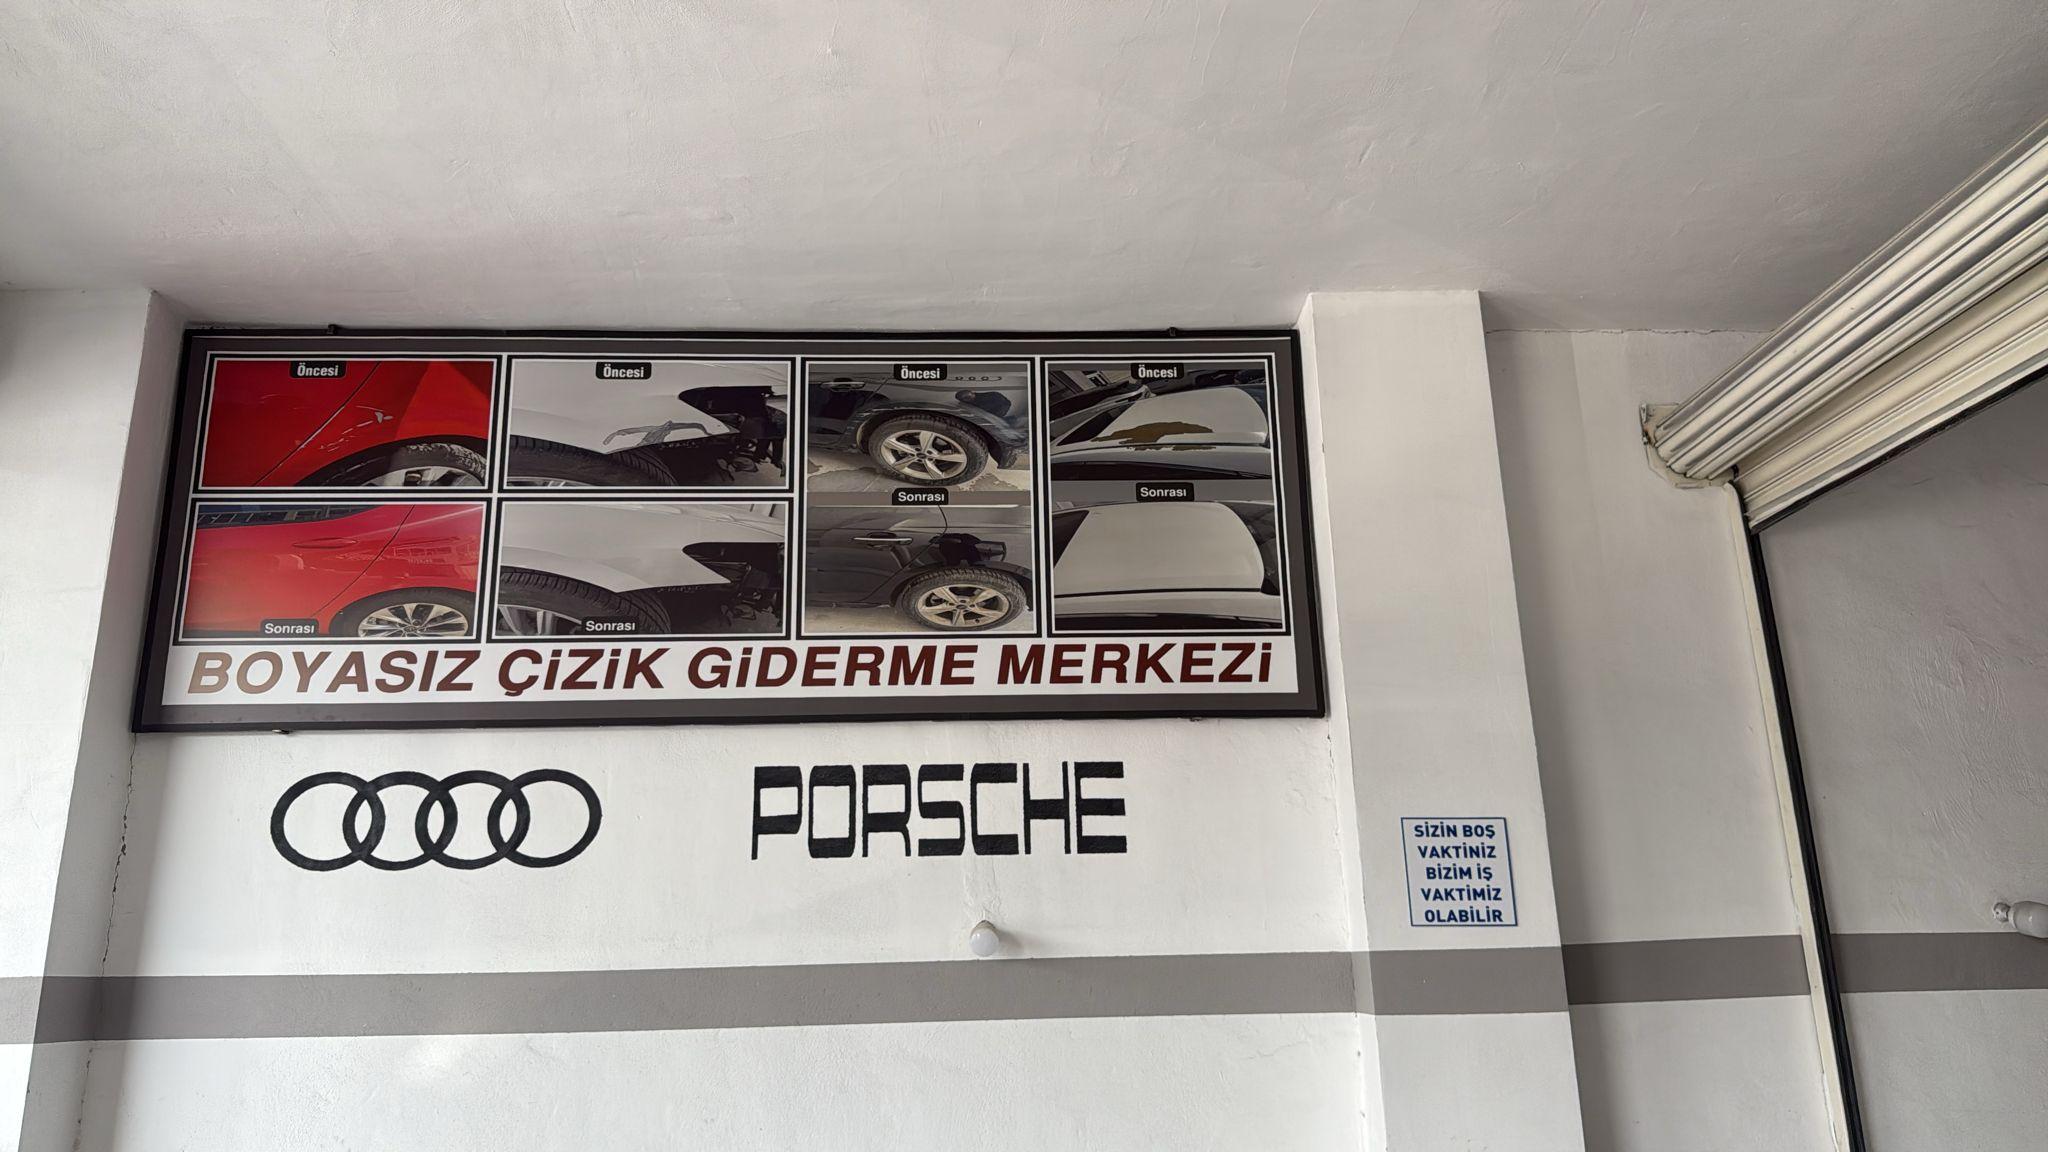 Öncesi
Öncesi
Öncesi
Öncesi
Sonrası
Sonrası
Sonrası
Sonrası
BOYASIZ ÇİZİK GİDERME MERKEZİ
PORSCHE
SİZİN BOŞ
VAKTİNİZ
BİZİM İŞ
VAKTİMİZ
OLABİLİR